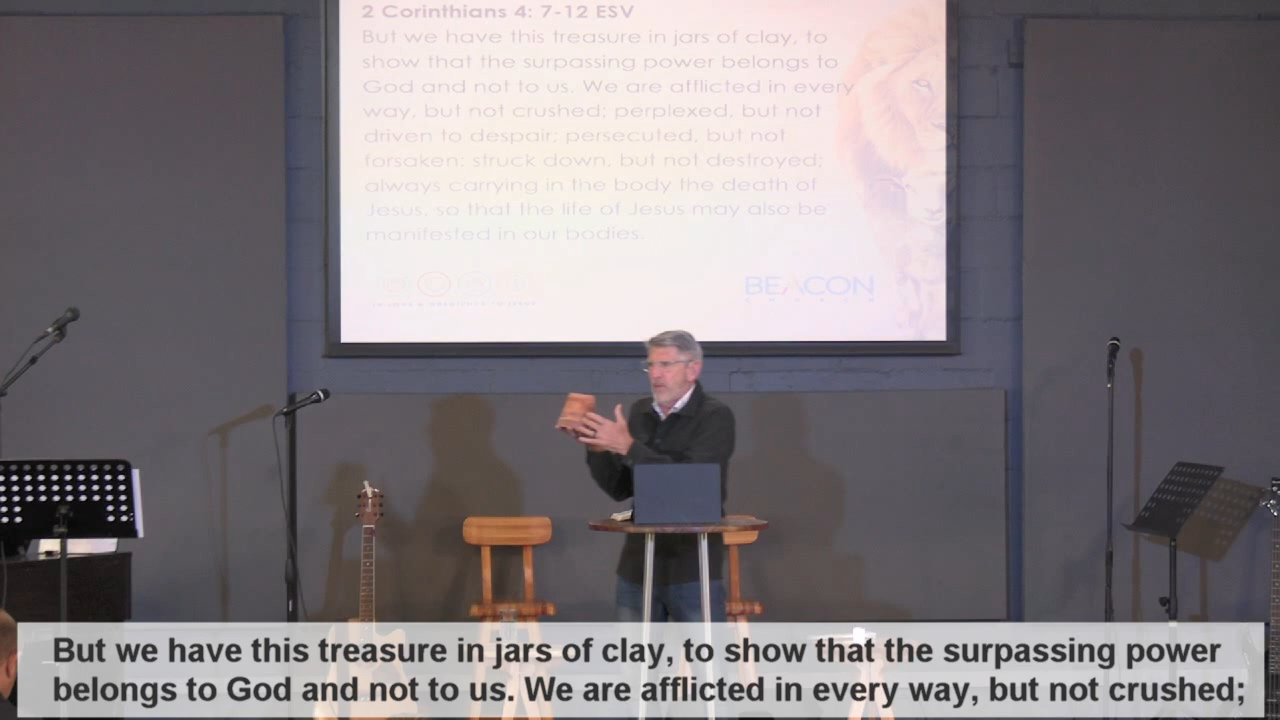 2 Corinthians 4: 7-12 ESV
But we have this treasure in jars of clay, to
show that the surpassing power belongs to
God and not to us. We are afflicted in every
way, but not crushed; perplexed, but not
driven to despair; persecuted, but not
forsaken; struck down, but not destroyed;
always carrying in the body the death of
Jesus, so that the life of Jesus may also be
manifested in our bodies.
BEACON
But we have this treasure in jars of clay, to show that the surpassing power
belongs to God and not to us. We are afflicted in every way, but not crushed;